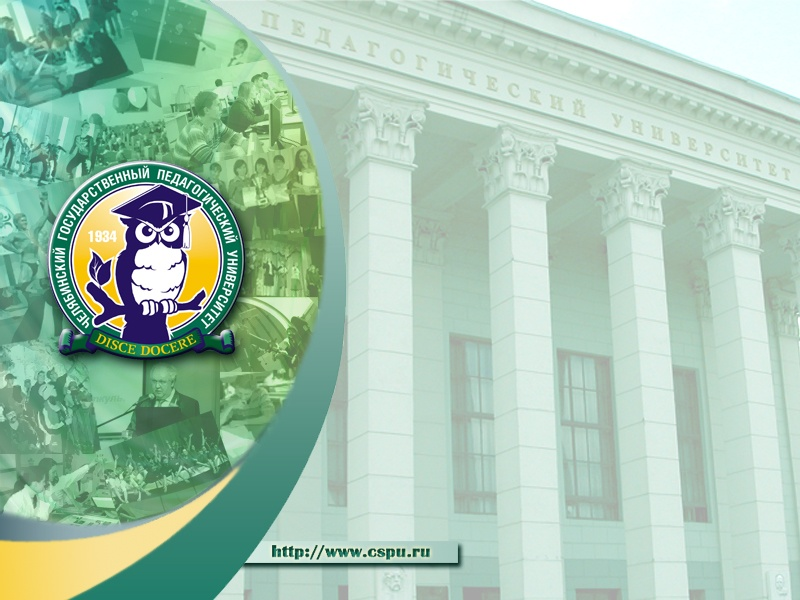 ПЕДАГОГИЧЕСКИЙ УНИВЕРСИТЕТ
ЧЕЛЯБИНСКИЙ ГОСУДАРСТВЕННЫЙ ПЕДАГОГИЧЕСКИЙ УНИВЕРСИТЕТ
1934
DISCE DOCERE
http://www.cspu.ru